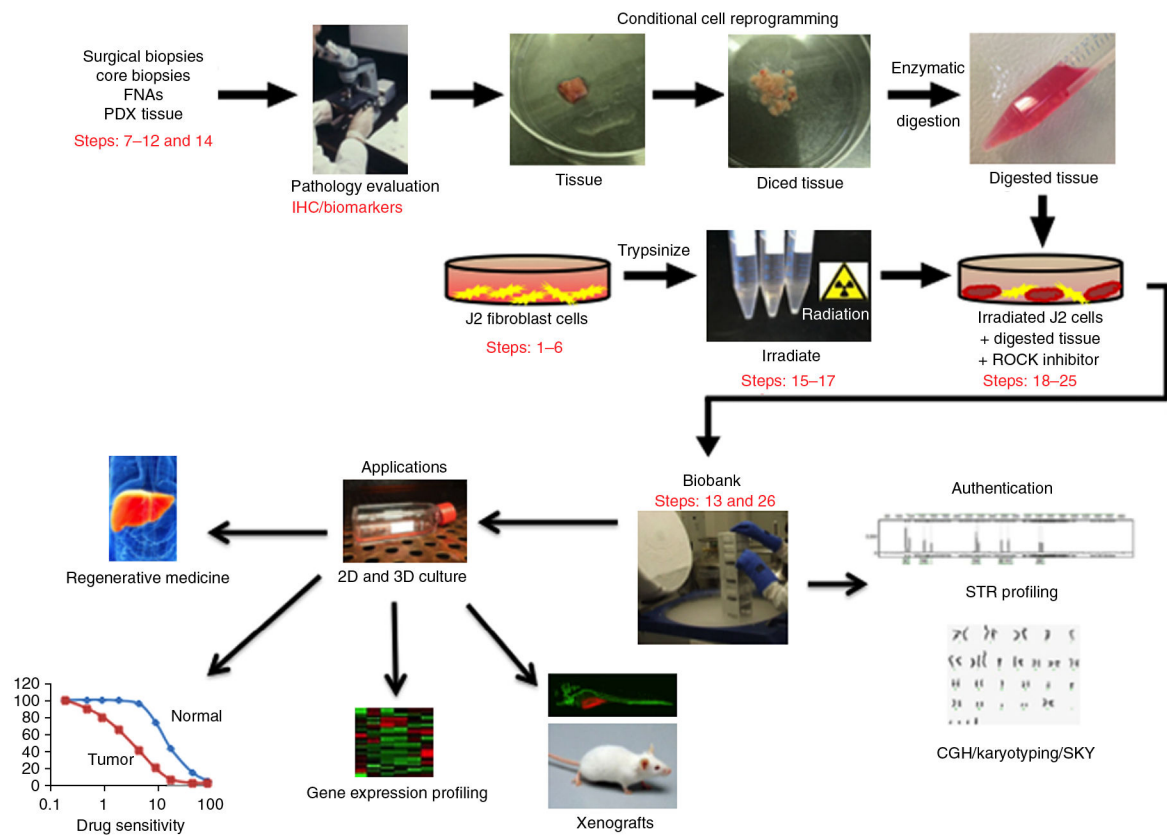 Conditional cell reprogramming
Surgical biopsies
core biopsies
FNAs
PDX tissue
Steps: 7–12 and 14
Pathology evaluation
IHC/biomarkers
Tissue
Diced tissue
Enzymatic
digestion
Digested tissue
J2 fibroblast cells
Steps: 1–6
Trypsinize
Radiation
Irradiate
Steps: 15–17
Irradiated J2 cells
+ digested tissue
+ ROCK inhibitor
Steps: 18–25
Biobank
Steps: 13 and 26
Authentication
STR profiling
CGH/karyotyping/SKY
Applications
2D and 3D culture
Regenerative medicine
120
100
80
60
40
20
0
Normal
Tumor
0.1 1 10 100
Drug sensitivity
Gene expression profiling
Xenografts